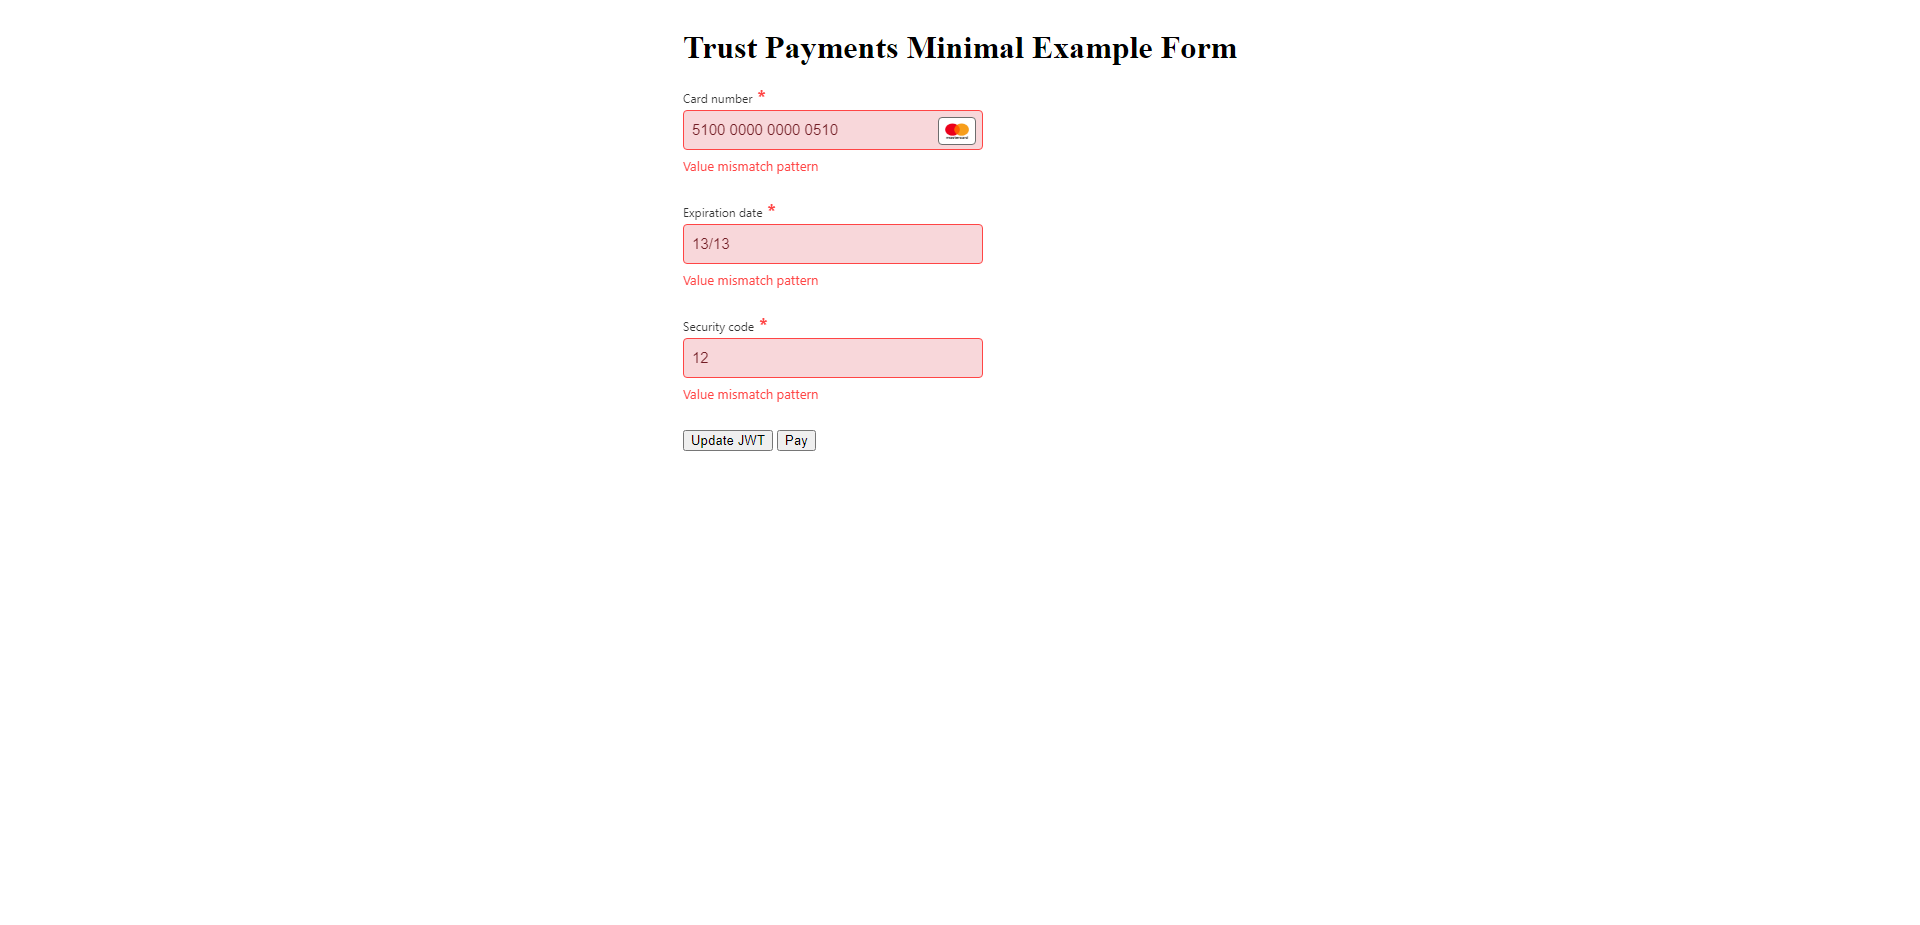 Trust Payments Minimal Example Form
Card number *
5100 0000 0000 0510
Value mismatch pattern
Expiration date *
13/13
Value mismatch pattern
Security code *
12
Value mismatch pattern
Update JWT Pay